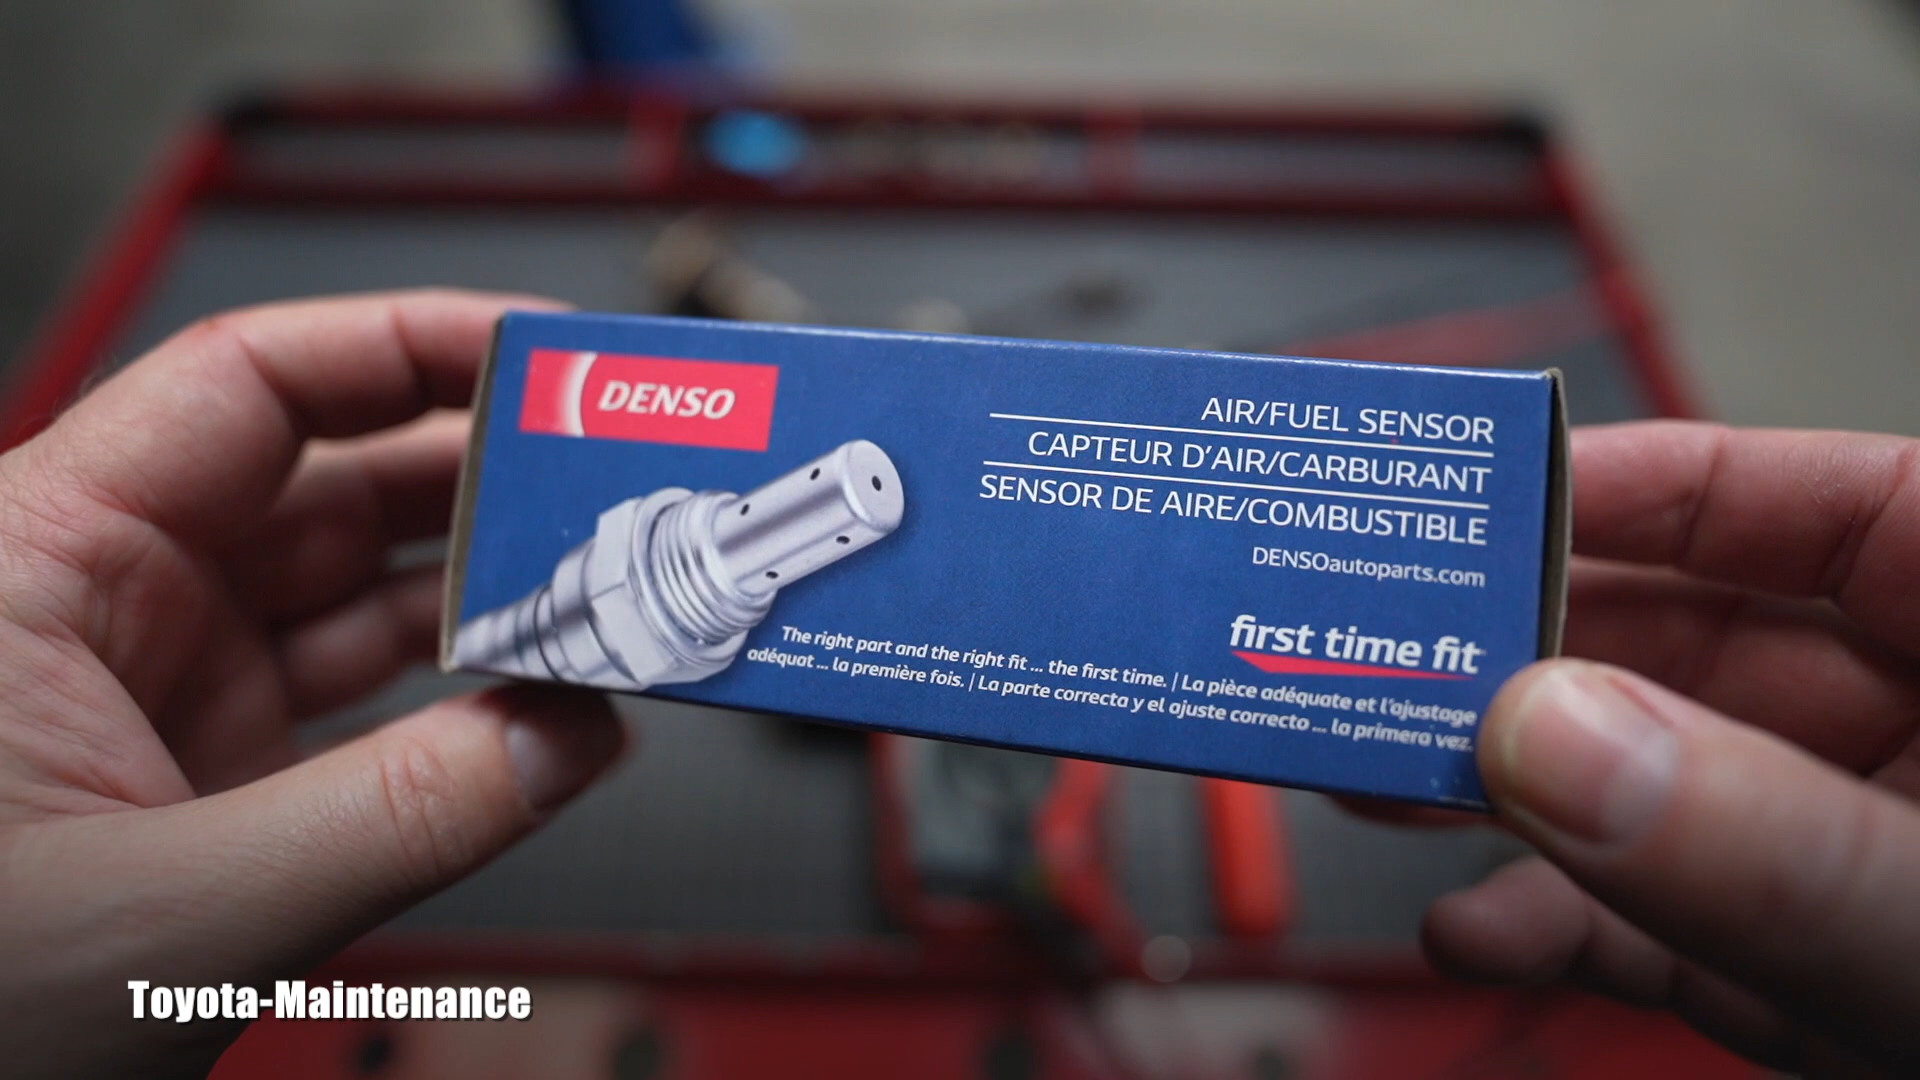 DENSO
AIR/FUEL SENSOR
CAPTEUR D'AIR/CARBURANT
SENSOR DE AIRE/COMBUSTIBLE
DENSOautoparts.com
first time fit
The right part and the right fit ... the first time. | La pièce adéquate et l'ajustage
adéquat ... la première fois. | La parte correcta y el ajuste correcto ... la primera vez.
Toyota-Maintenance